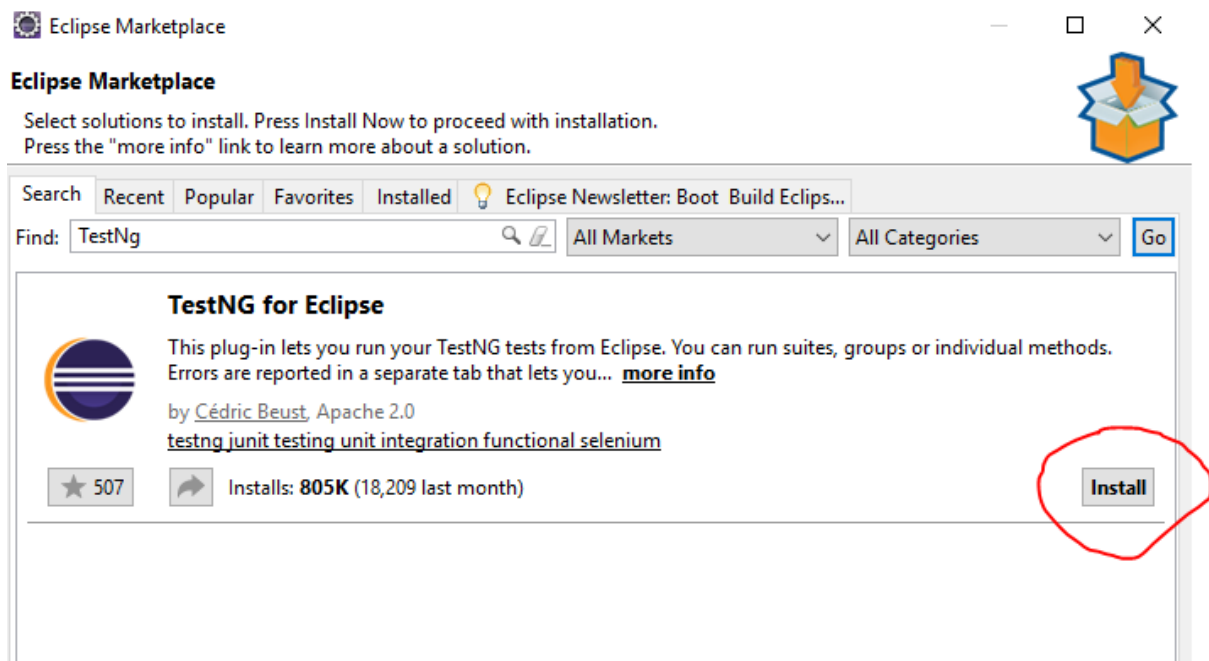 Eclipse Marketplace
Eclipse Marketplace
Select solutions to install. Press Install Now to proceed with installation.
Press the "more info" link to learn more about a solution.
Search Recent Popular Favorites Installed Eclipse Newsletter: Boot Build Eclips...
Find: TestNg All Markets All Categories Go
TestNG for Eclipse
This plug-in lets you run your TestNG tests from Eclipse. You can run suites, groups or individual methods.
Errors are reported in a separate tab that lets you... more info
by Cédric Beust, Apache 2.0
testng junit testing unit integration functional selenium
507 Installs: 805K (18,209 last month) Install